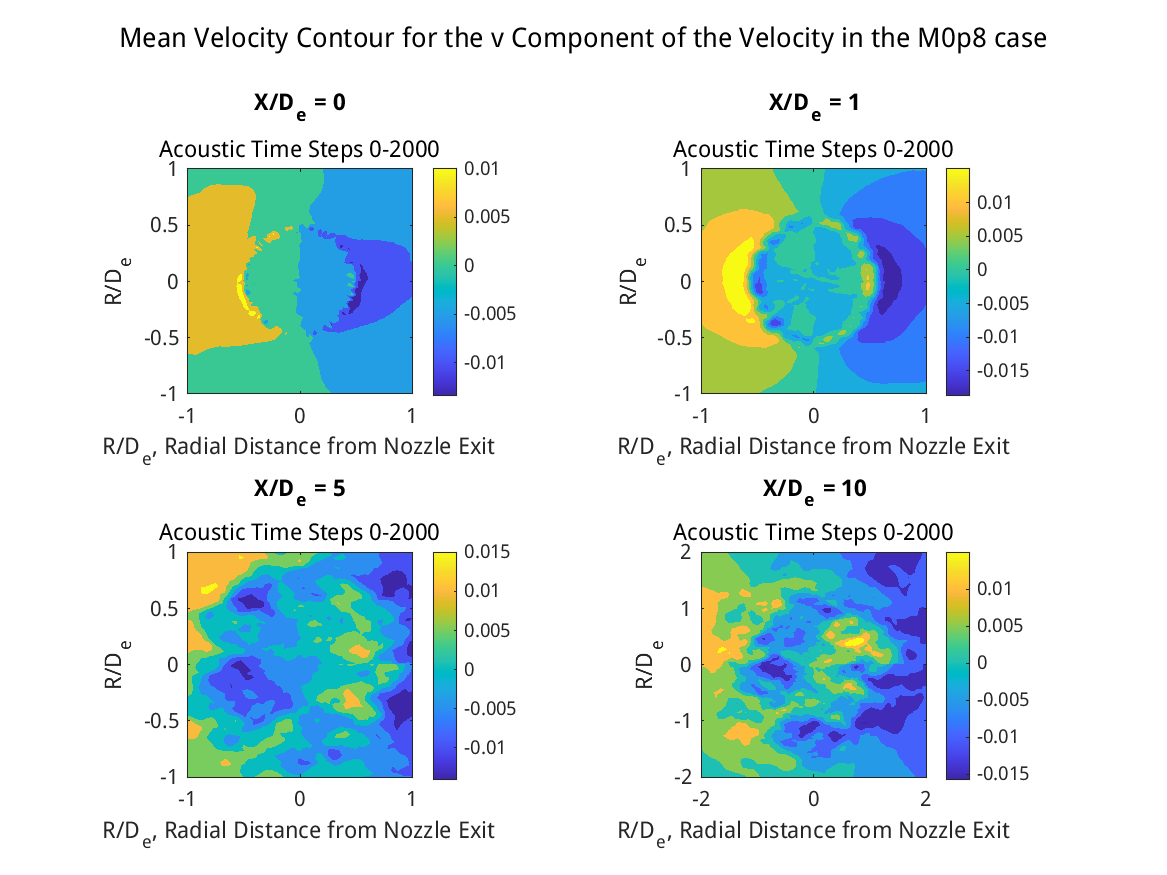 Mean Velocity Contour for the v Component of the Velocity in the M0p8 case
X/De = 0
Acoustic Time Steps 0-2000
1
0.5
0
-0.5
-1
R/De
-1 0 1
R/De, Radial Distance from Nozzle Exit
0.01
0.005
0
-0.005
-0.01
X/De = 1
Acoustic Time Steps 0-2000
1
0.5
0
-0.5
-1
R/De
-1 0 1
R/De, Radial Distance from Nozzle Exit
0.01
0.005
0
-0.005
-0.01
-0.015
X/De = 5
Acoustic Time Steps 0-2000
1
0.5
0
-0.5
-1
R/De
-1 0 1
R/De, Radial Distance from Nozzle Exit
0.015
0.01
0.005
0
-0.005
-0.01
X/De = 10
Acoustic Time Steps 0-2000
2
1
0
-1
-2
R/De
-2 0 2
R/De, Radial Distance from Nozzle Exit
0.01
0.005
0
-0.005
-0.01
-0.015